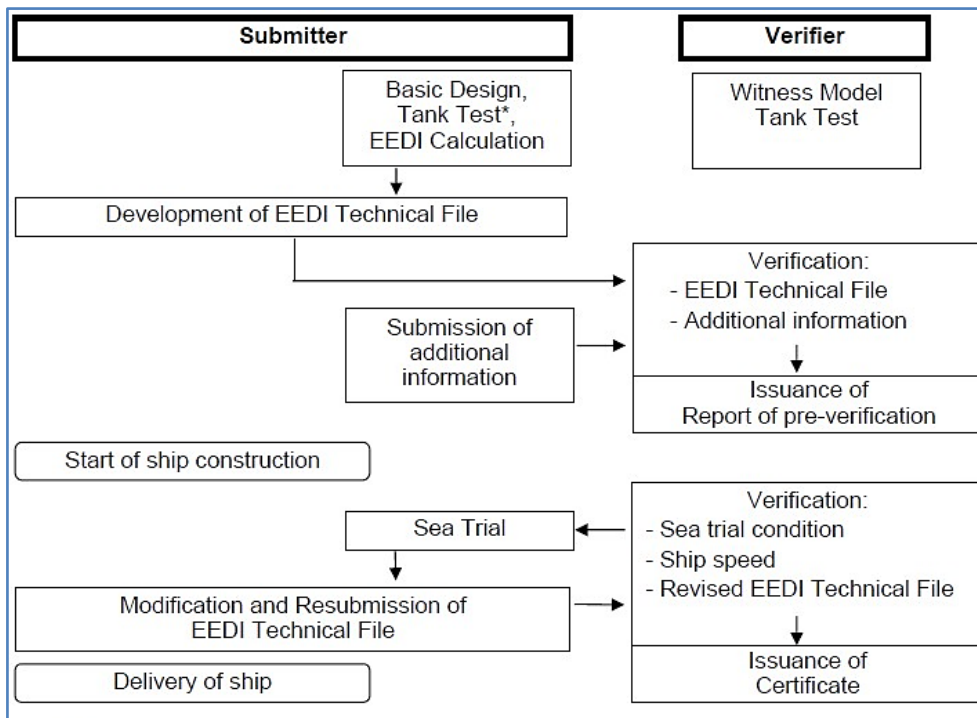 Submitter
Verifier
Basic Design,
Tank Test*,
EEDI Calculation
Witness Model
Tank Test
Development of EEDI Technical File
Verification:
- EEDI Technical File
- Additional information
Submission of
additional
information
Issuance of
Report of pre-verification
Start of ship construction
Verification:
- Sea trial condition
- Ship speed
- Revised EEDI Technical File
Sea Trial
Modification and Resubmission of
EEDI Technical File
Issuance of
Certificate
Delivery of ship